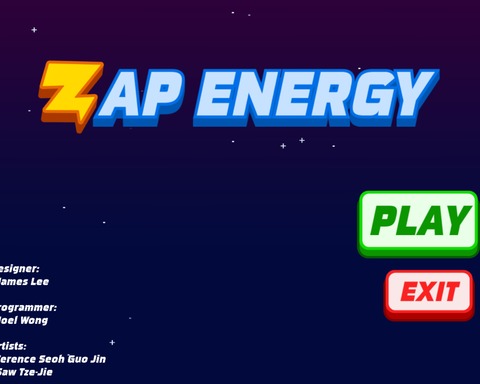 ZAP ENERGY
PLAY
EXIT
esigner:
James Lee
rogrammer:
Joel Wong
rtists:
erence Seoh Guo Jin
Saw Tze-Jie